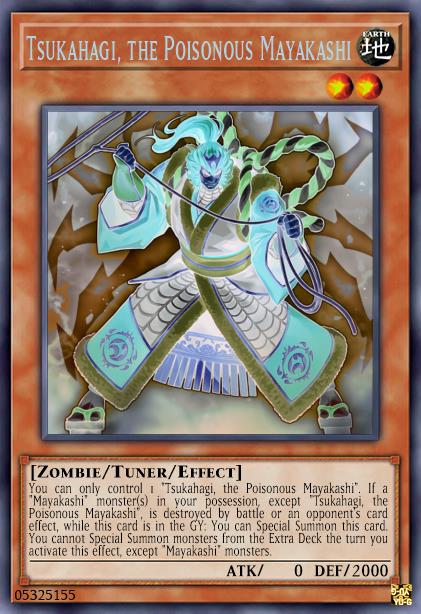 Tsukahagi, the Poisonous Mayakashi
EARTH
地
[Zombie/Tuner/Effect]
You can only control 1 "Tsukahagi, the Poisonous Mayakashi". If a
"Mayakashi" monster(s) in your possession, except "Tsukahagi, the
Poisonous Mayakashi", is destroyed by battle or an opponent's card
effect, while this card is in the GY: You can Special Summon this card.
You cannot Special Summon monsters from the Extra Deck the turn you
activate this effect, except "Mayakashi" monsters.
ATK/ 0 DEF/2000
05325155